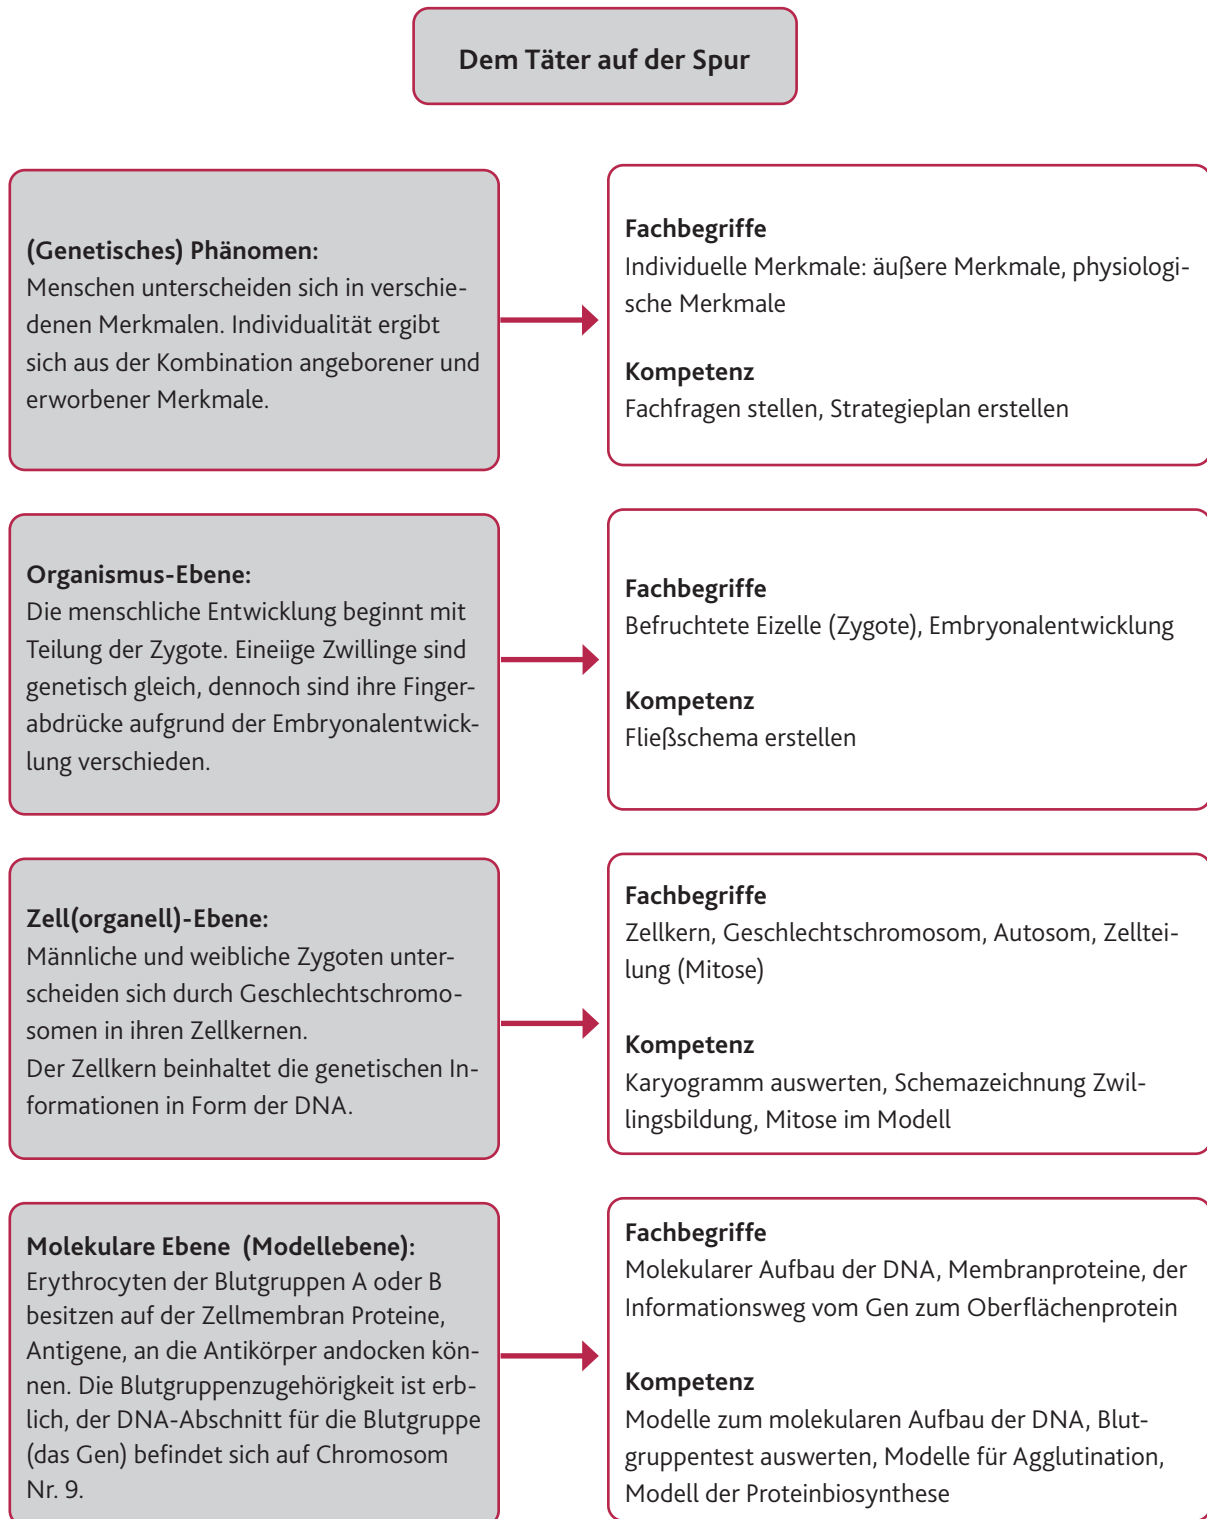 Dem Täter auf der Spur
(Genetisches) Phänomen:
Menschen unterscheiden sich in verschie-
denen Merkmalen. Individualität ergibt
sich aus der Kombination angeborener und
erworbener Merkmale.
Fachbegriffe
Individuelle Merkmale: äußere Merkmale, physiologi-
sche Merkmale
Kompetenz
Fachfragen stellen, Strategieplan erstellen
Organismus-Ebene:
Die menschliche Entwicklung beginnt mit
Teilung der Zygote. Eineiige Zwillinge sind
genetisch gleich, dennoch sind ihre Finger-
abdrücke aufgrund der Embryonalentwick-
lung verschieden.
Fachbegriffe
Befruchtete Eizelle (Zygote), Embryonalentwicklung
Kompetenz
Fließschema erstellen
Zell(organell)-Ebene:
Männliche und weibliche Zygoten unter-
scheiden sich durch Geschlechtschromo-
somen in ihren Zellkernen.
Der Zellkern beinhaltet die genetischen In-
formationen in Form der DNA.
Fachbegriffe
Zellkern, Geschlechtschromosom, Autosom, Zelltei-
lung (Mitose)
Kompetenz
Karyogramm auswerten, Schemazeichnung Zwil-
lingsbildung, Mitose im Modell
Molekulare Ebene (Modellebene):
Erythrocyten der Blutgruppen A oder B
besitzen auf der Zellmembran Proteine,
Antigene, an die Antikörper andocken kön-
nen. Die Blutgruppenzugehörigkeit ist erb-
lich, der DNA-Abschnitt für die Blutgruppe
(das Gen) befindet sich auf Chromosom
Nr. 9.
Fachbegriffe
Molekularer Aufbau der DNA, Membranproteine, der
Informationsweg vom Gen zum Oberflächenprotein
Kompetenz
Modelle zum molekularen Aufbau der DNA, Blut-
gruppentest auswerten, Modelle für Agglutination,
Modell der Proteinbiosynthese